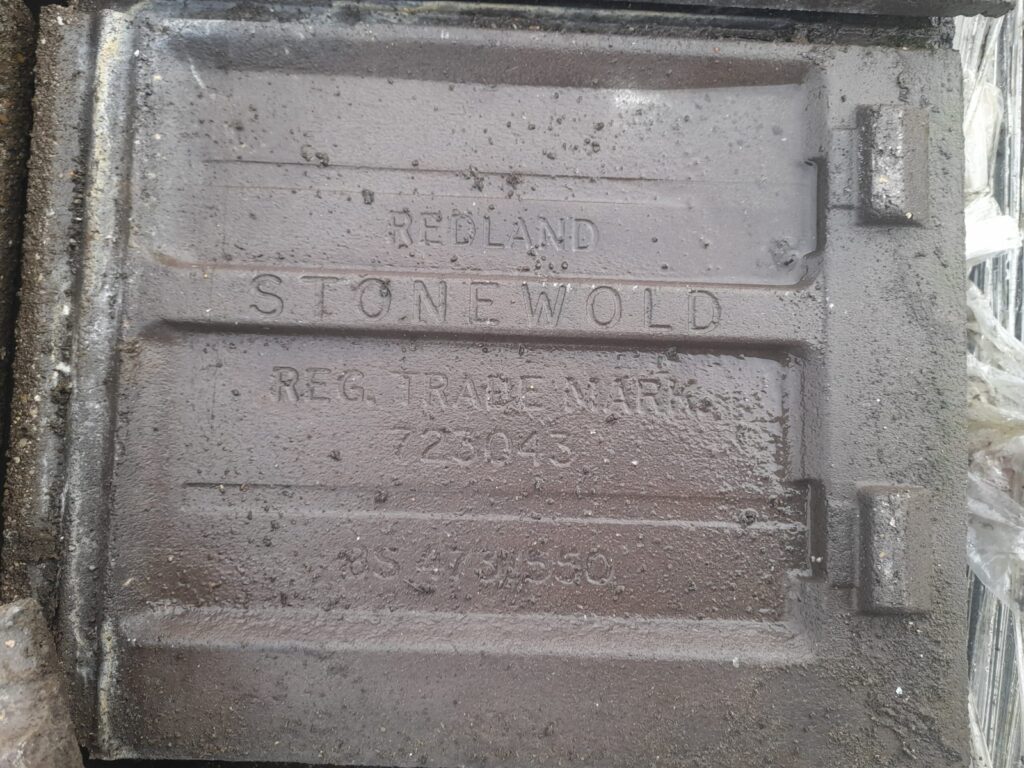 REDLAND
STONEWOLD
REG. TRADE MARK.
723043
BS 473/550